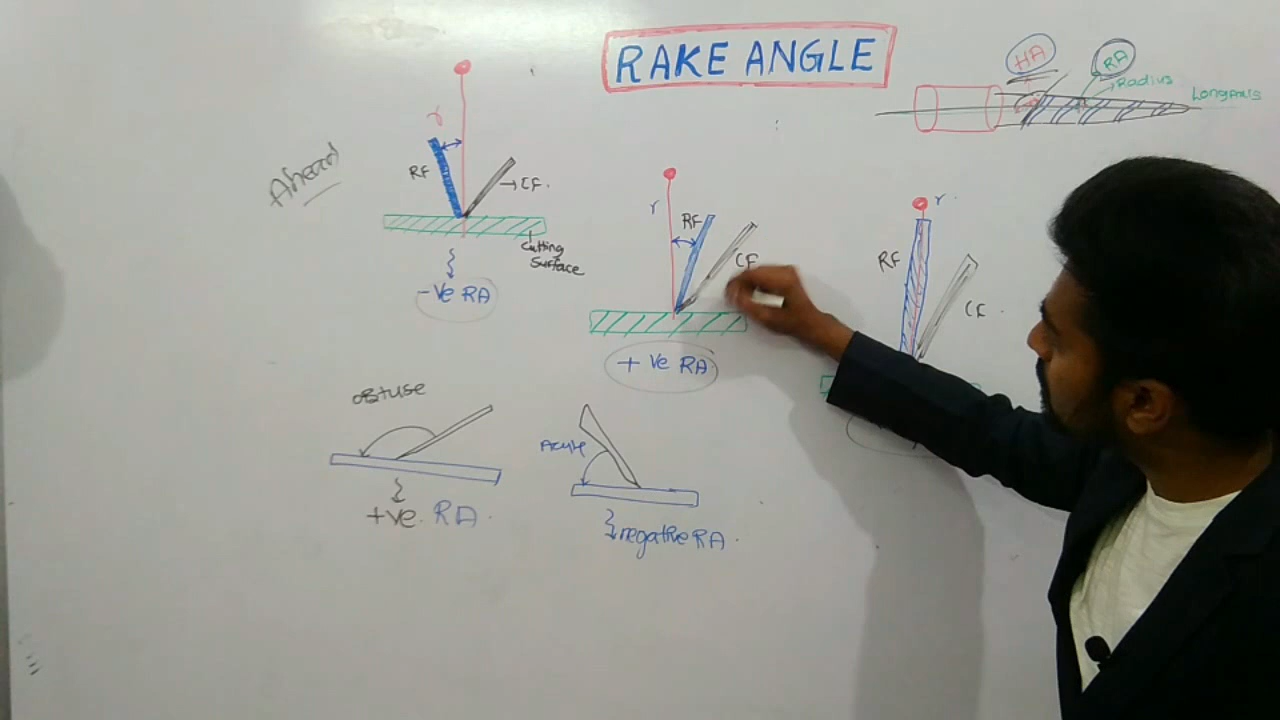 RAKE ANGLE
HA
RA
Radius
Longaxis
Ahead
r
RF
CF.
Cutting
Surface
-ve RA
r
RF
CF
+ ve RA
r
RF
CF.
obtuse
+ve. RA.
Acute
negative RA.